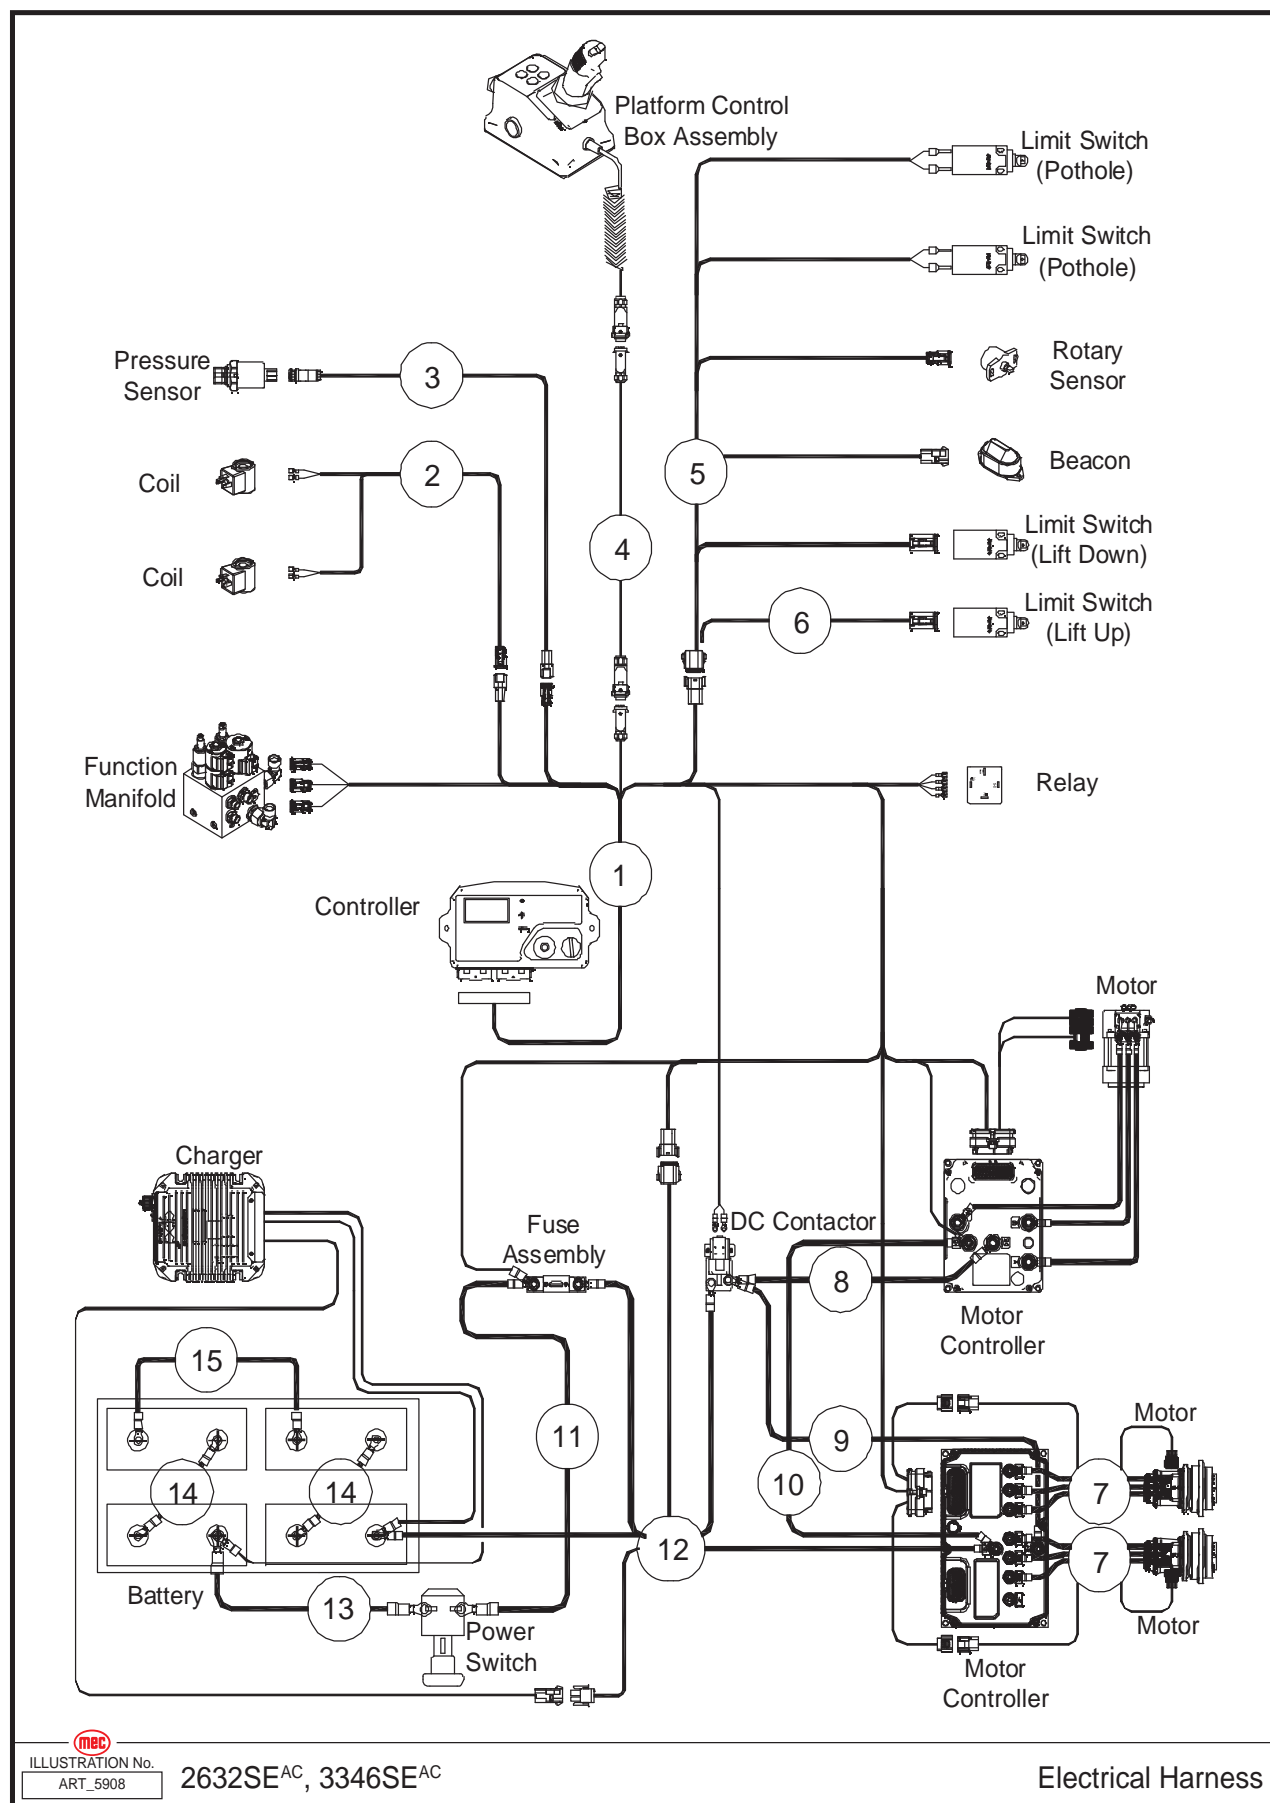 Platform Control
Box Assembly
Limit Switch
(Pothole)
Limit Switch
(Pothole)
Pressure
Sensor
3
Rotary
Sensor
Coil
2
5
Beacon
4
Limit Switch
(Lift Down)
Coil
6
Limit Switch
(Lift Up)
Function
Manifold
Relay
1
Controller
Motor
Charger
Fuse
Assembly
DC Contactor
8
Motor
Controller
15
11
9
Motor
14
14
10
7
12
7
Battery
13
Power
Switch
Motor
Motor
Controller
mec
ILLUSTRATION No.
ART_5908
2632SEAC, 3346SEAC
Electrical Harness